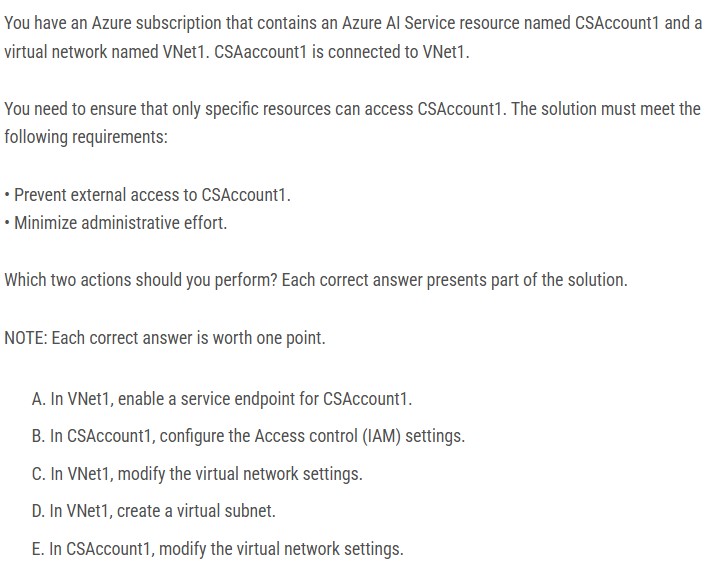 You have an Azure subscription that contains an Azure AI Service resource named CSAccount1 and a
virtual network named VNet1. CSAaccount1 is connected to VNet1.
You need to ensure that only specific resources can access CSAccount1. The solution must meet the
following requirements:
• Prevent external access to CSAccount1.
• Minimize administrative effort.
Which two actions should you perform? Each correct answer presents part of the solution.
NOTE: Each correct answer is worth one point.
A. In VNet1, enable a service endpoint for CSAccount1.
B. In CSAccount1, configure the Access control (IAM) settings.
C. In VNet1, modify the virtual network settings.
D. In VNet1, create a virtual subnet.
E. In CSAccount1, modify the virtual network settings.